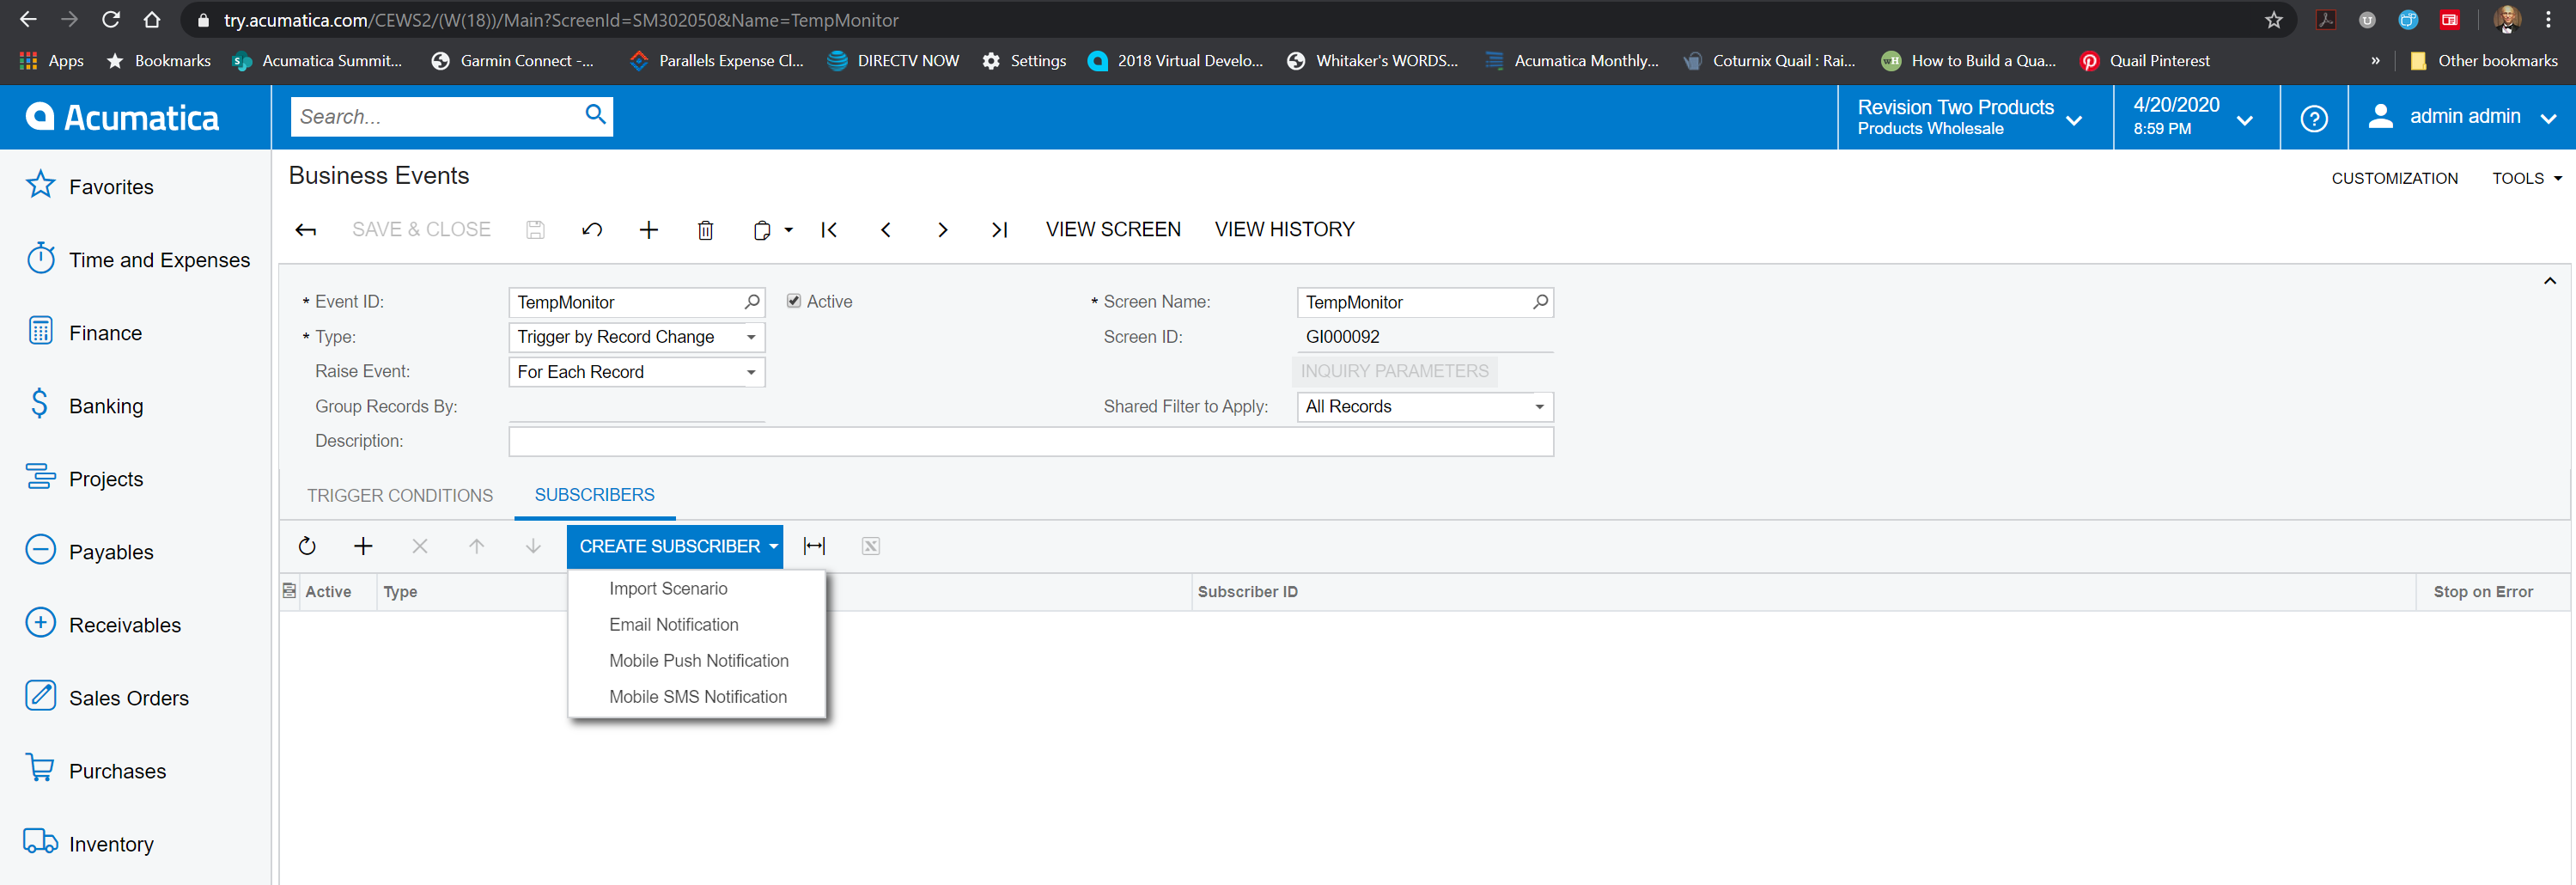 try.acumatica.com/CEWS2/(W(18))/Main?ScreenId=SM302050&Name=TempMonitor
Apps Bookmarks Acumatica Summit... Garmin Connect -... Parallels Expense Cl... DIRECTV NOW Settings 2018 Virtual Develo... Whitaker's WORDS... Acumatica Monthly... Coturnix Quail : Rai... How to Build a Qua... Quail Pinterest » Other bookmarks
Acumatica
Search...
Revision Two Products
Products Wholesale
4/20/2020
8:59 PM
admin admin
Favorites
Time and Expenses
Finance
Banking
Projects
Payables
Receivables
Sales Orders
Purchases
Inventory
Business Events
CUSTOMIZATION TOOLS
SAVE & CLOSE VIEW SCREEN VIEW HISTORY
* Event ID: TempMonitor Active * Screen Name: TempMonitor
* Type: Trigger by Record Change Screen ID: GI000092
Raise Event: For Each Record INQUIRY PARAMETERS
Group Records By: Shared Filter to Apply: All Records
Description:
TRIGGER CONDITIONS SUBSCRIBERS
CREATE SUBSCRIBER
Active Type Subscriber ID Stop on Error
Import Scenario
Email Notification
Mobile Push Notification
Mobile SMS Notification